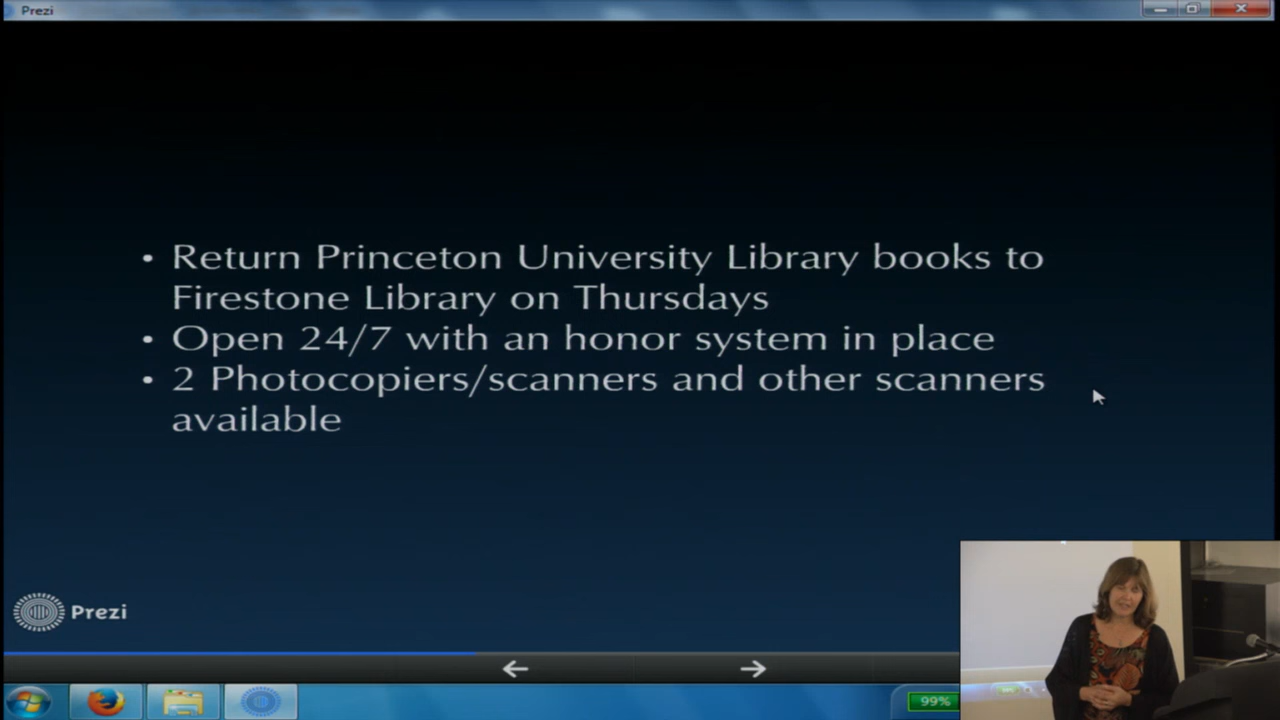 Prezi
• Return Princeton University Library books to
Firestone Library on Thursdays
• Open 24/7 with an honor system in place
• 2 Photocopiers/scanners and other scanners
available
Prezi
99%